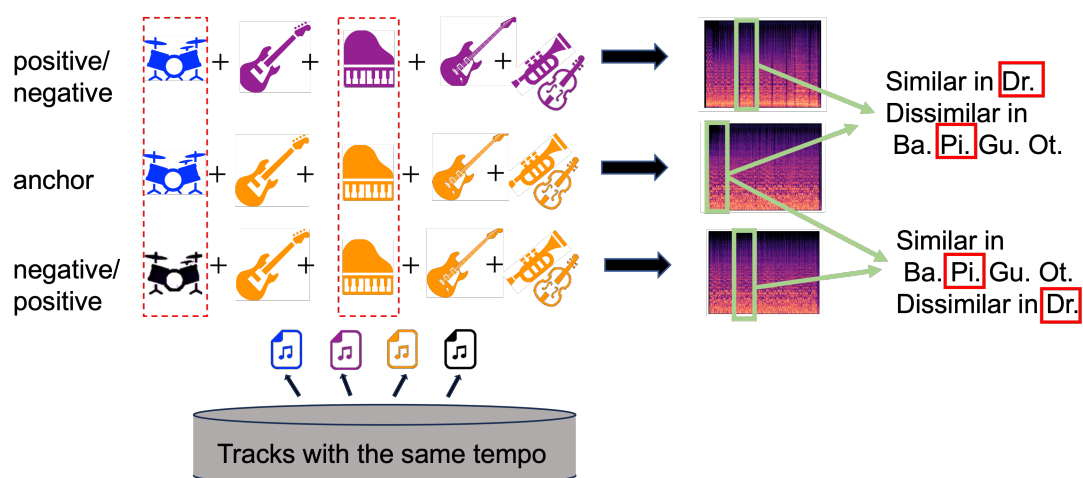 positive/
negative
+ + + +
Similar in Dr.
Dissimilar in
Ba. Pi. Gu. Ot.
anchor
+ + + +
negative/
positive
+ + + +
Similar in
Ba. Pi. Gu. Ot.
Dissimilar in Dr.
Tracks with the same tempo